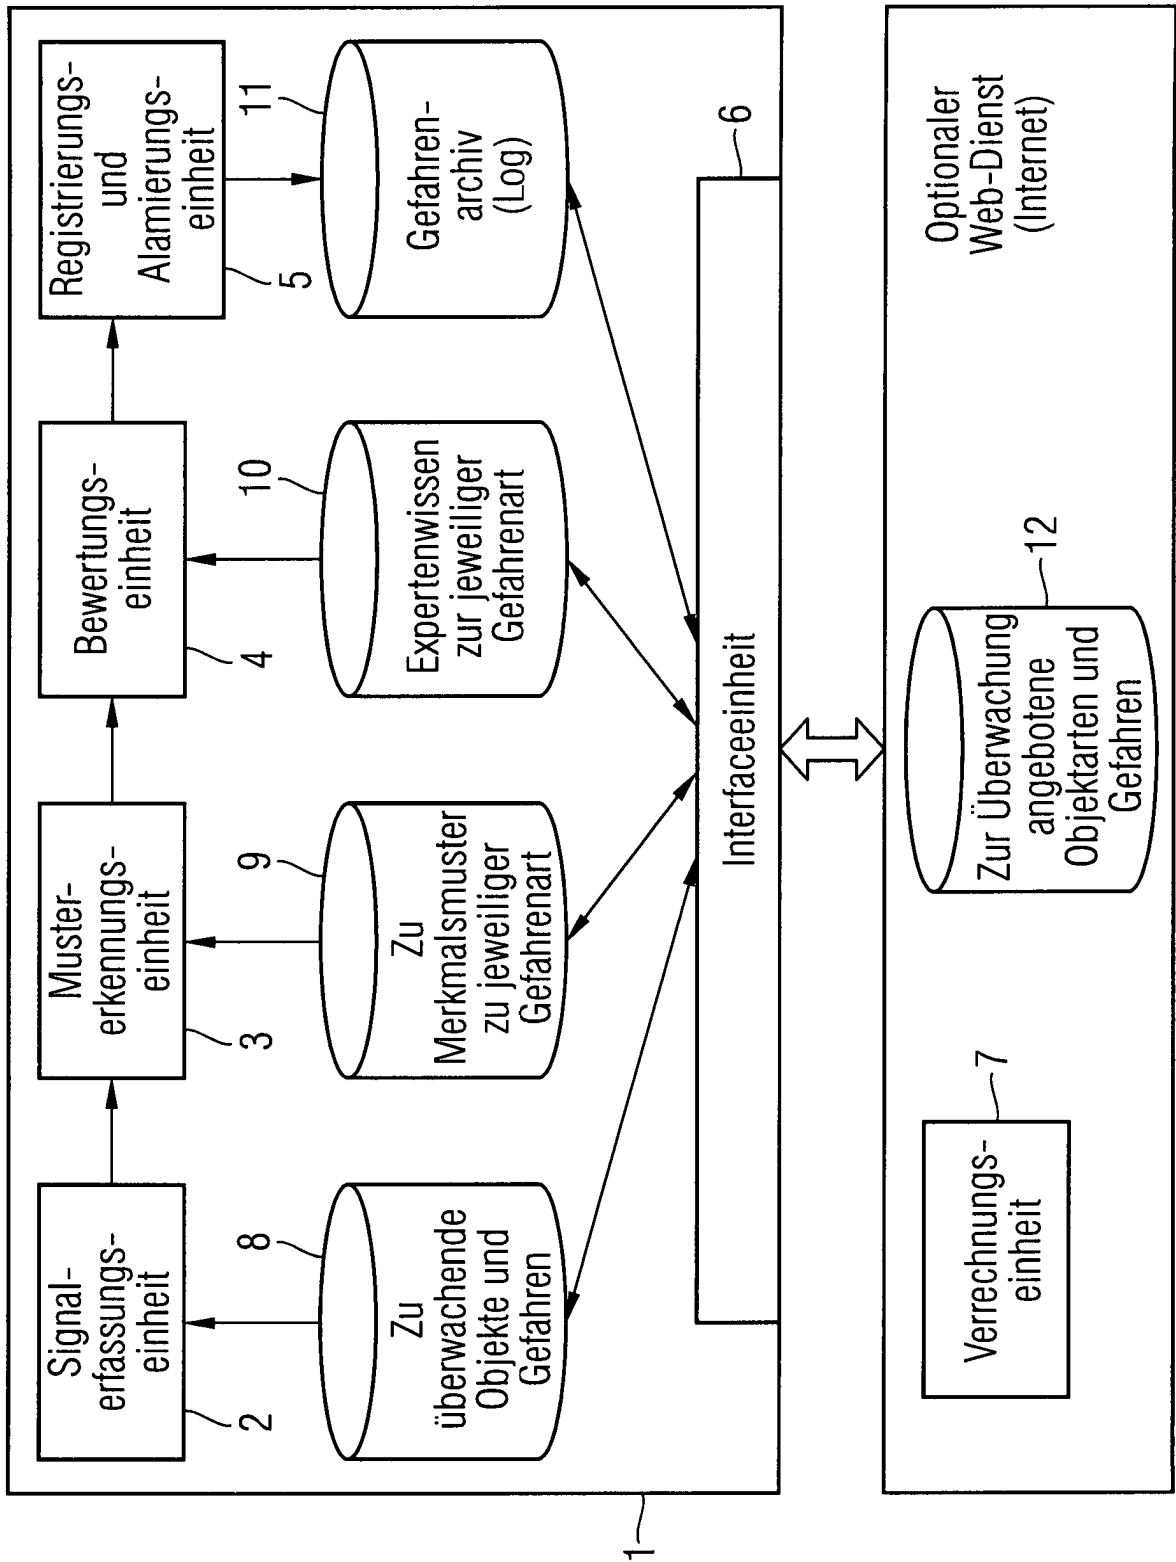 Signal-
erfassungs-
einheit
2
Muster-
erkennungs-
einheit
3
Bewertungs-
einheit
4
Registrierungs-
und
Alamierungs-
einheit
5
8
Zu
überwachende
Objekte und
Gefahren
9
Zu
Merkmalsmuster
zu jeweiliger
Gefahrenart
10
Expertenwissen
zur jeweiliger
Gefahrenart
11
Gefahren-
archiv
(Log)
Interfaceeinheit
6
1
Verrechnungs-
einheit
7
Zur Überwachung
angebotene
Objektarten und
Gefahren
12
Optionaler
Web-Dienst
(Internet)